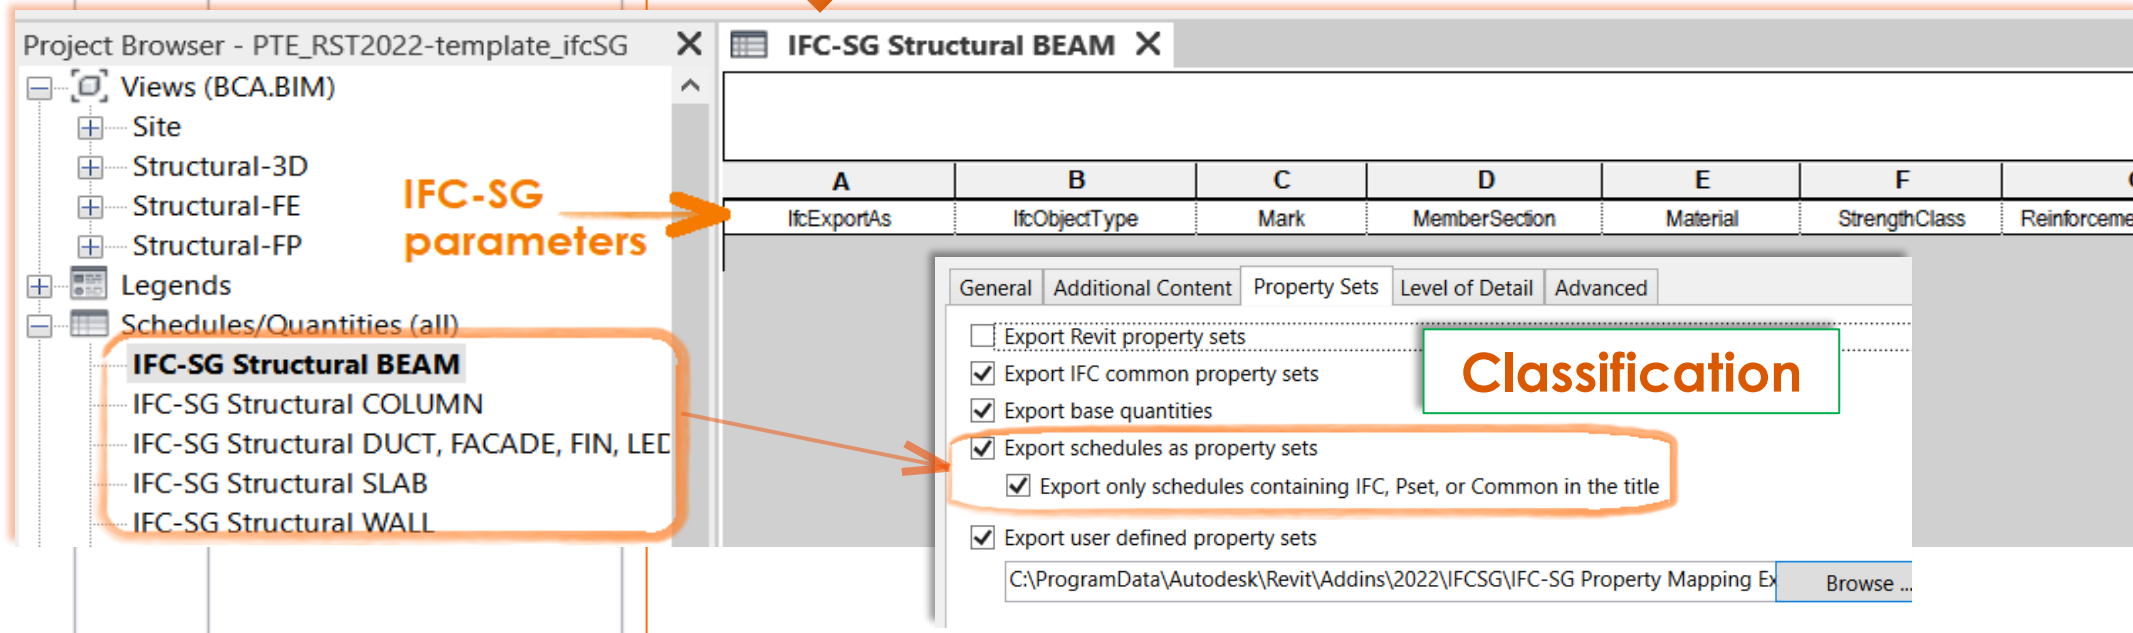 Project Browser - PTE_RST2022-template_ifcSG
Views (BCA.BIM)
Site
Structural-3D
Structural-FE
Structural-FP
Legends
Schedules/Quantities (all)
IFC-SG Structural BEAM
IFC-SG Structural COLUMN
IFC-SG Structural DUCT, FACADE, FIN, LED
IFC-SG Structural SLAB
IFC-SG Structural WALL
IFC-SG
parameters
IFC-SG Structural BEAM
A B C D E F
IfcExportAs IfcObjectType Mark MemberSection Material StrengthClass Reinforceme
General Additional Content Property Sets Level of Detail Advanced
Export Revit property sets
Export IFC common property sets
Export base quantities
Export schedules as property sets
Export only schedules containing IFC, Pset, or Common in the title
Export user defined property sets
C:\ProgramData\Autodesk\Revit\Addins\2022\IFCSG\IFC-SG Property Mapping Ex
Browse ...
Classification